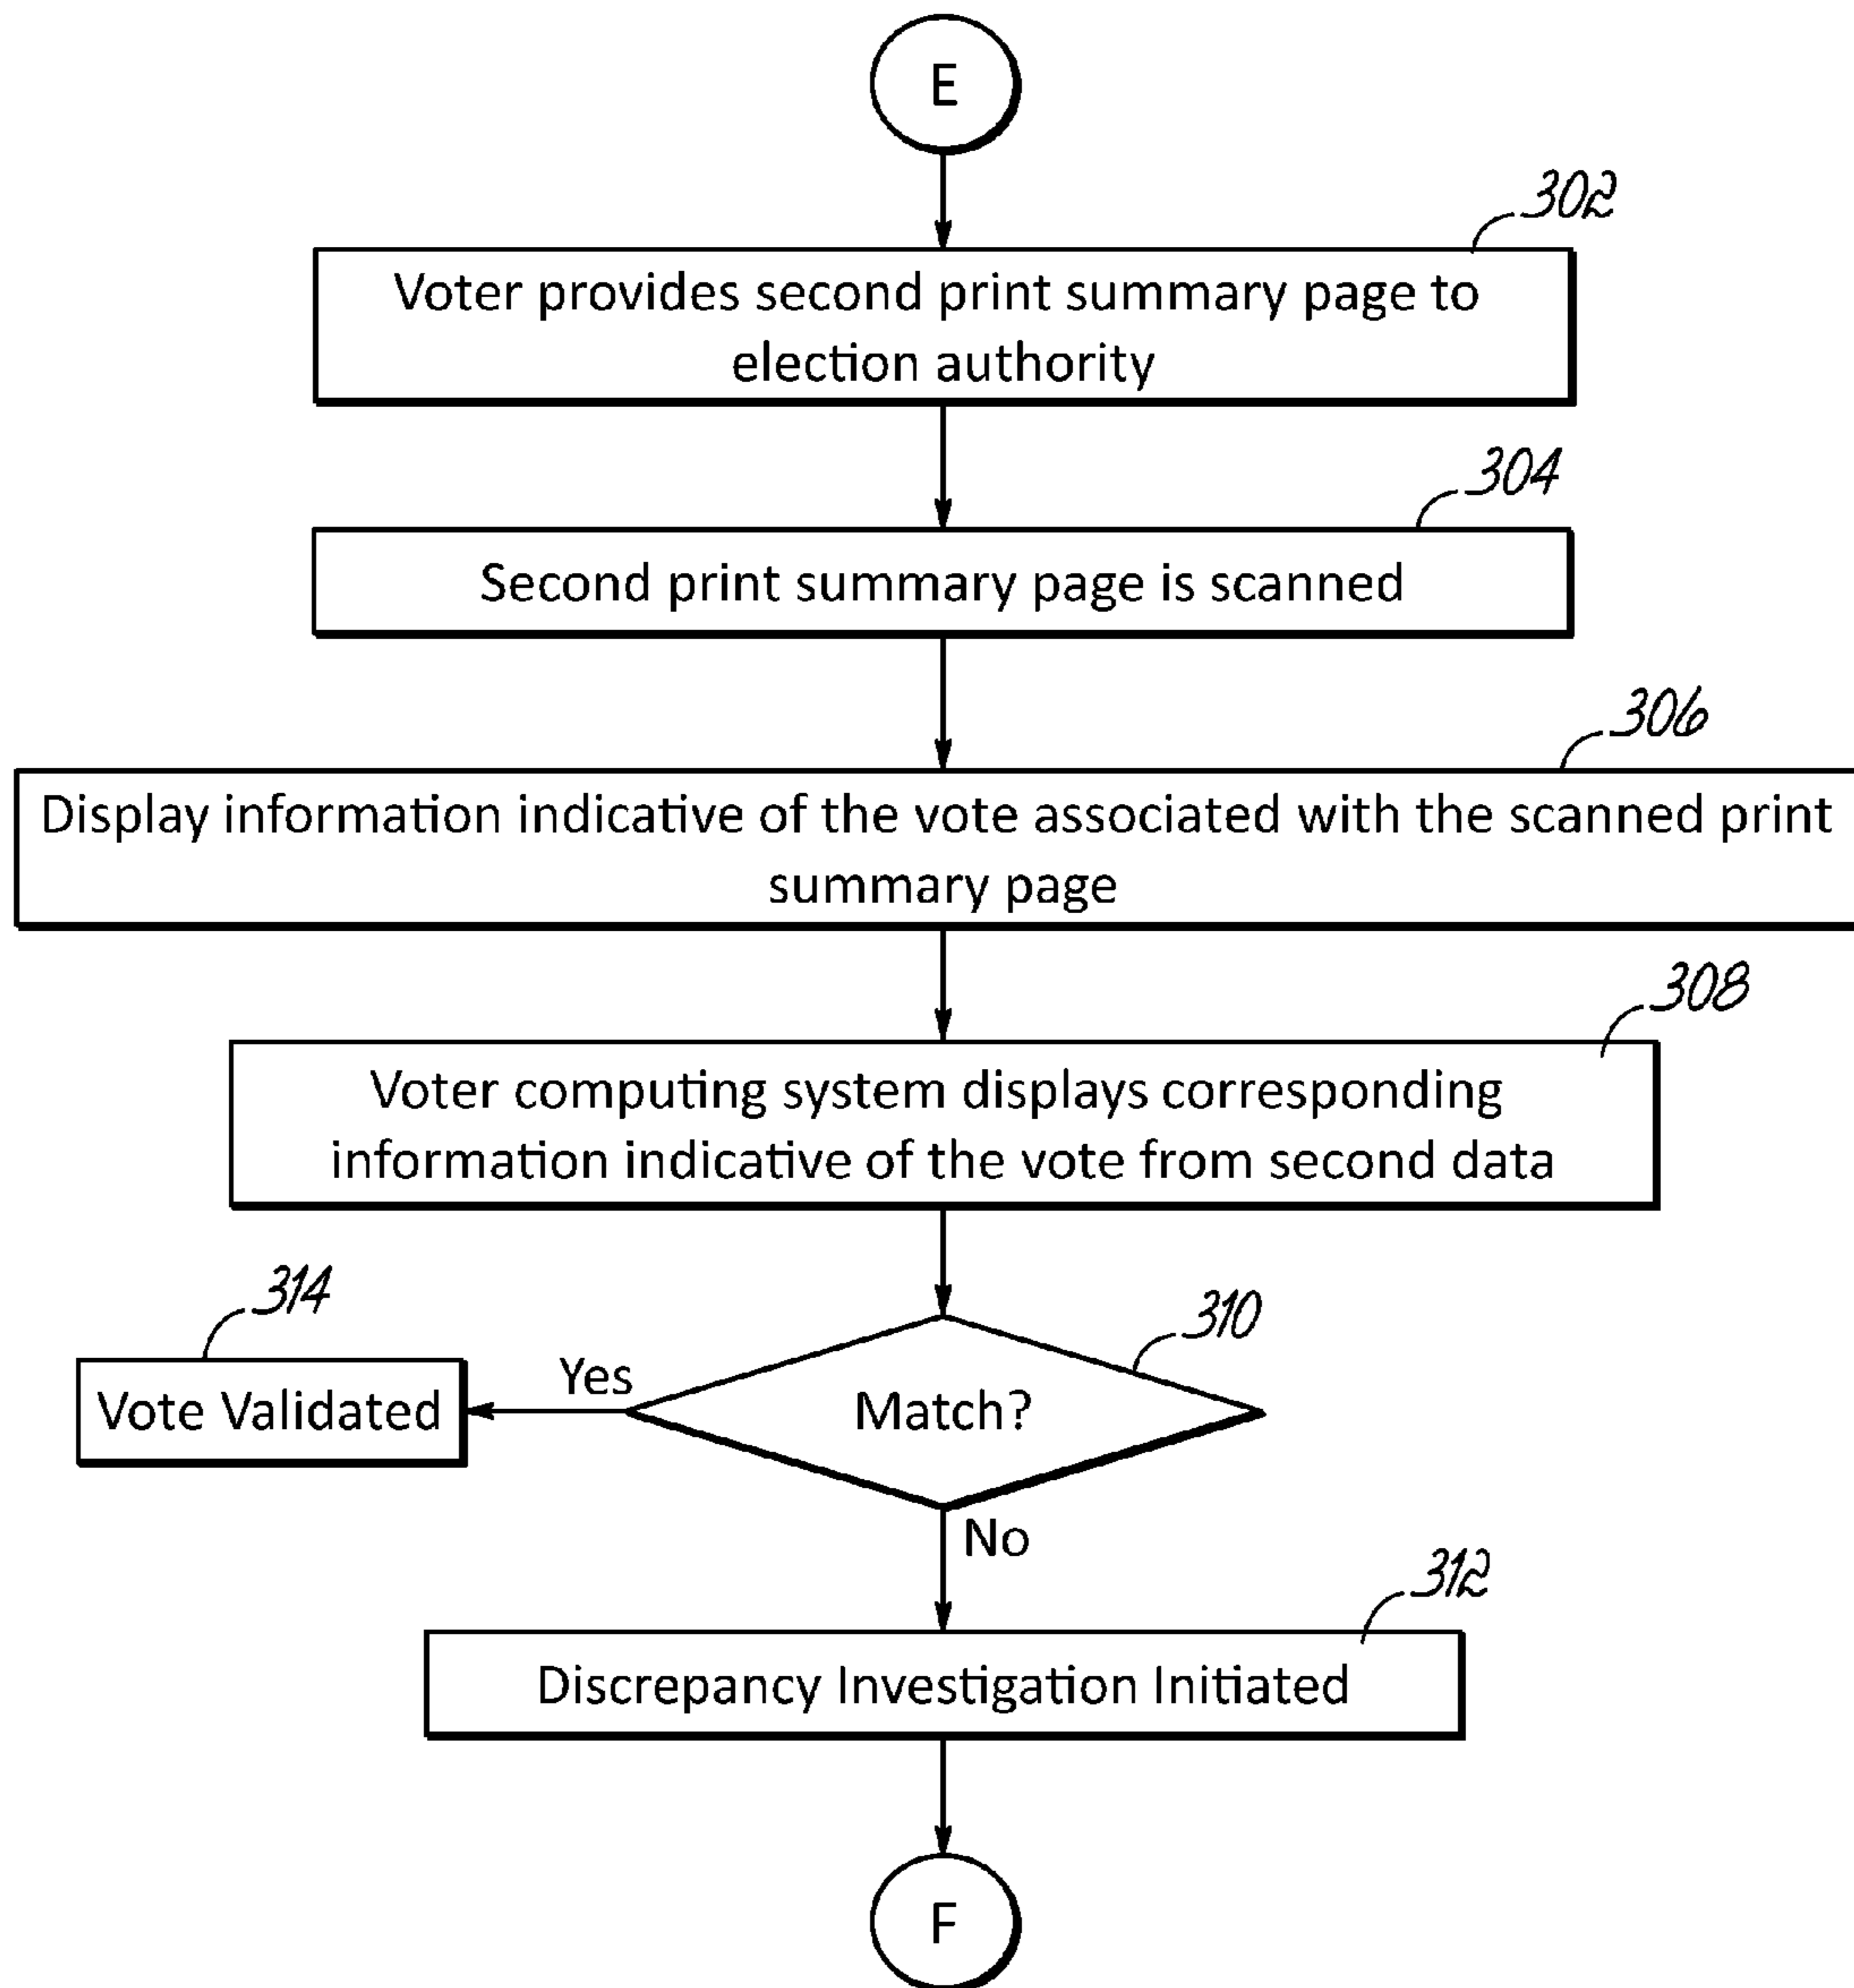 E
302
Voter provides second print summary page to
election authority
304
Second print summary page is scanned
306
Display information indicative of the vote associated with the scanned print
summary page
308
Voter computing system displays corresponding
information indicative of the vote from second data
314
310
Vote Validated
Yes
Match?
No
312
Discrepancy Investigation Initiated
F